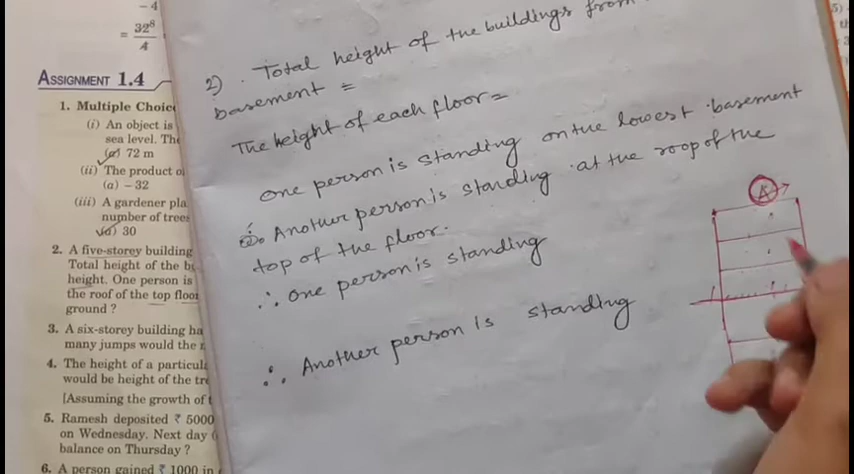 -4
= 32⁸
4
ASSIGNMENT 1.4
1. Multiple Choic
(i) An object is
sea level. The
(a) 72 m
(ii) The product o
(a) – 32
(iii) A gardener pla
number of trees
(a) 30
2. A five-storey building
Total height of the b
height. One person is
the roof of the top floor
ground ?
3. A six-storey building ha
many jumps would the
4. The height of a particul
would be height of the tr
[Assuming the growth of t
5. Ramesh deposited ₹ 5000
on Wednesday. Next day
balance on Thursday ?
6. A person gained ₹ 1000 in
2) . Total height of the buildings from
basement =
The height of each floor =
One person is standing on the lowest basement
Another person is standing at the roop of the
top of the floor.
∴ One person is standing
∴ Another person is standing
A
5)